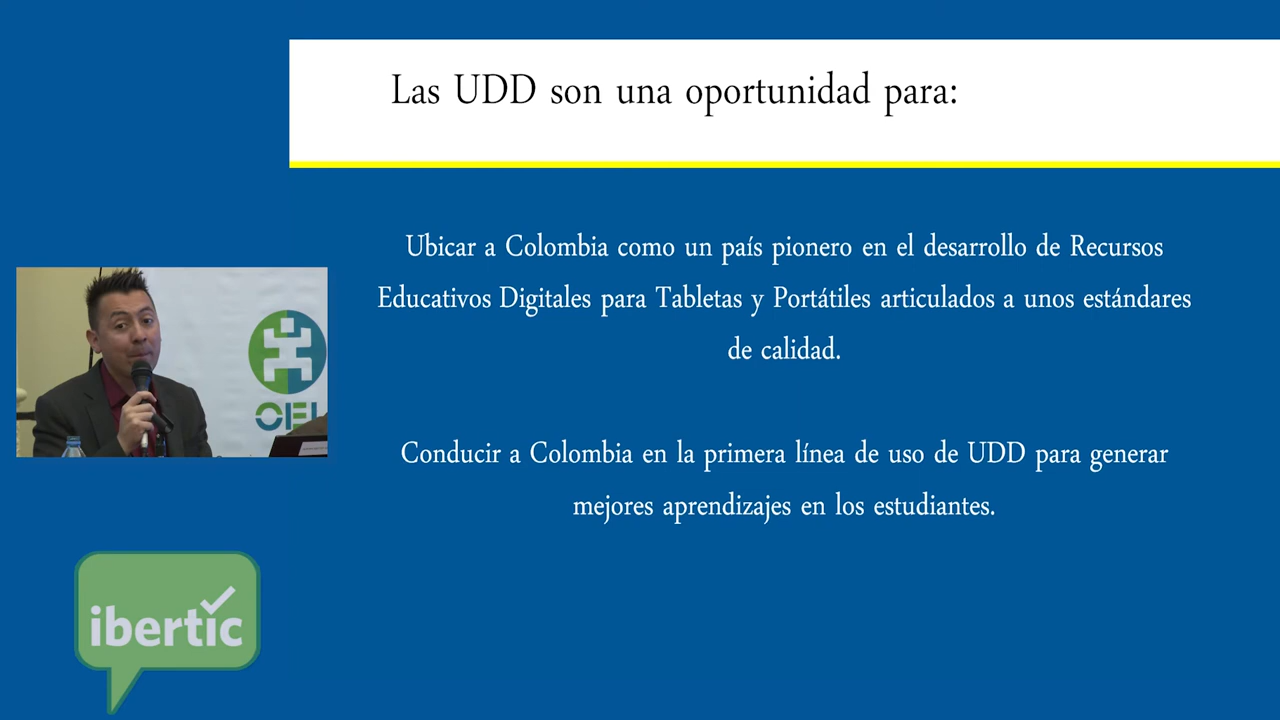 Las UDD son una oportunidad para:
Ubicar a Colombia como un país pionero en el desarrollo de Recursos
Educativos Digitales para Tabletas y Portátiles articulados a unos estándares
de calidad.
Conducir a Colombia en la primera línea de uso de UDD para generar
mejores aprendizajes en los estudiantes.
OEI
ibertic